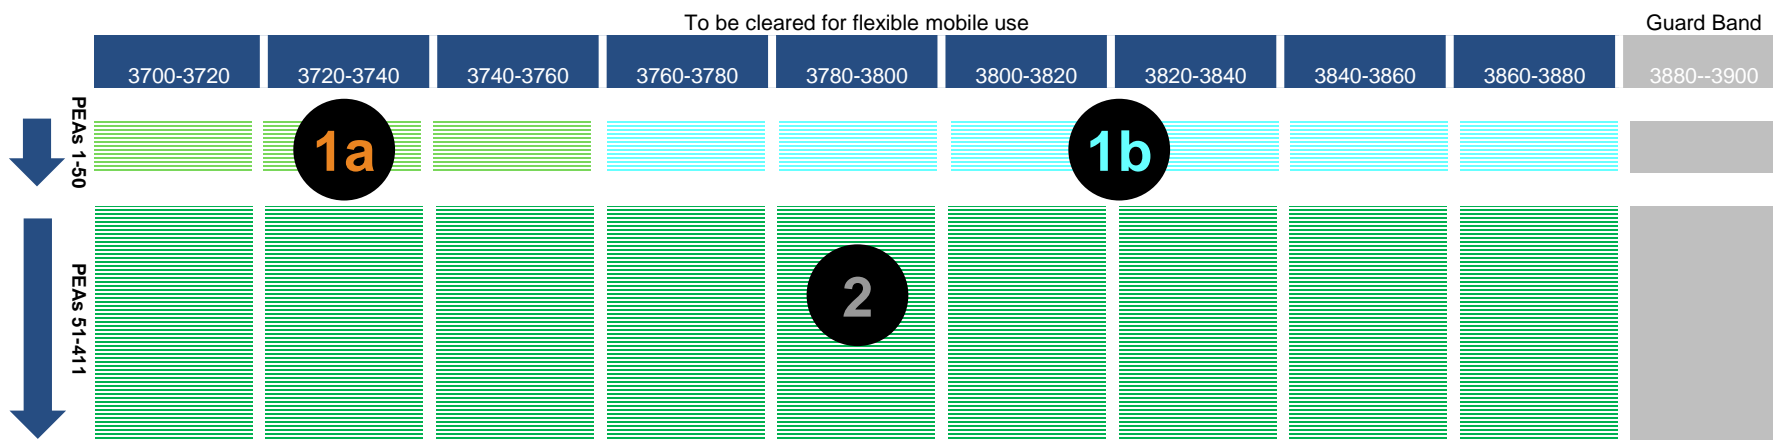 To be cleared for flexible mobile use
Guard Band
3700-3720
3720-3740
3740-3760
3760-3780
3780-3800
3800-3820
3820-3840
3840-3860
3860-3880
3880--3900
PEAs 1-50
1a
1b
PEAs 51-411
2